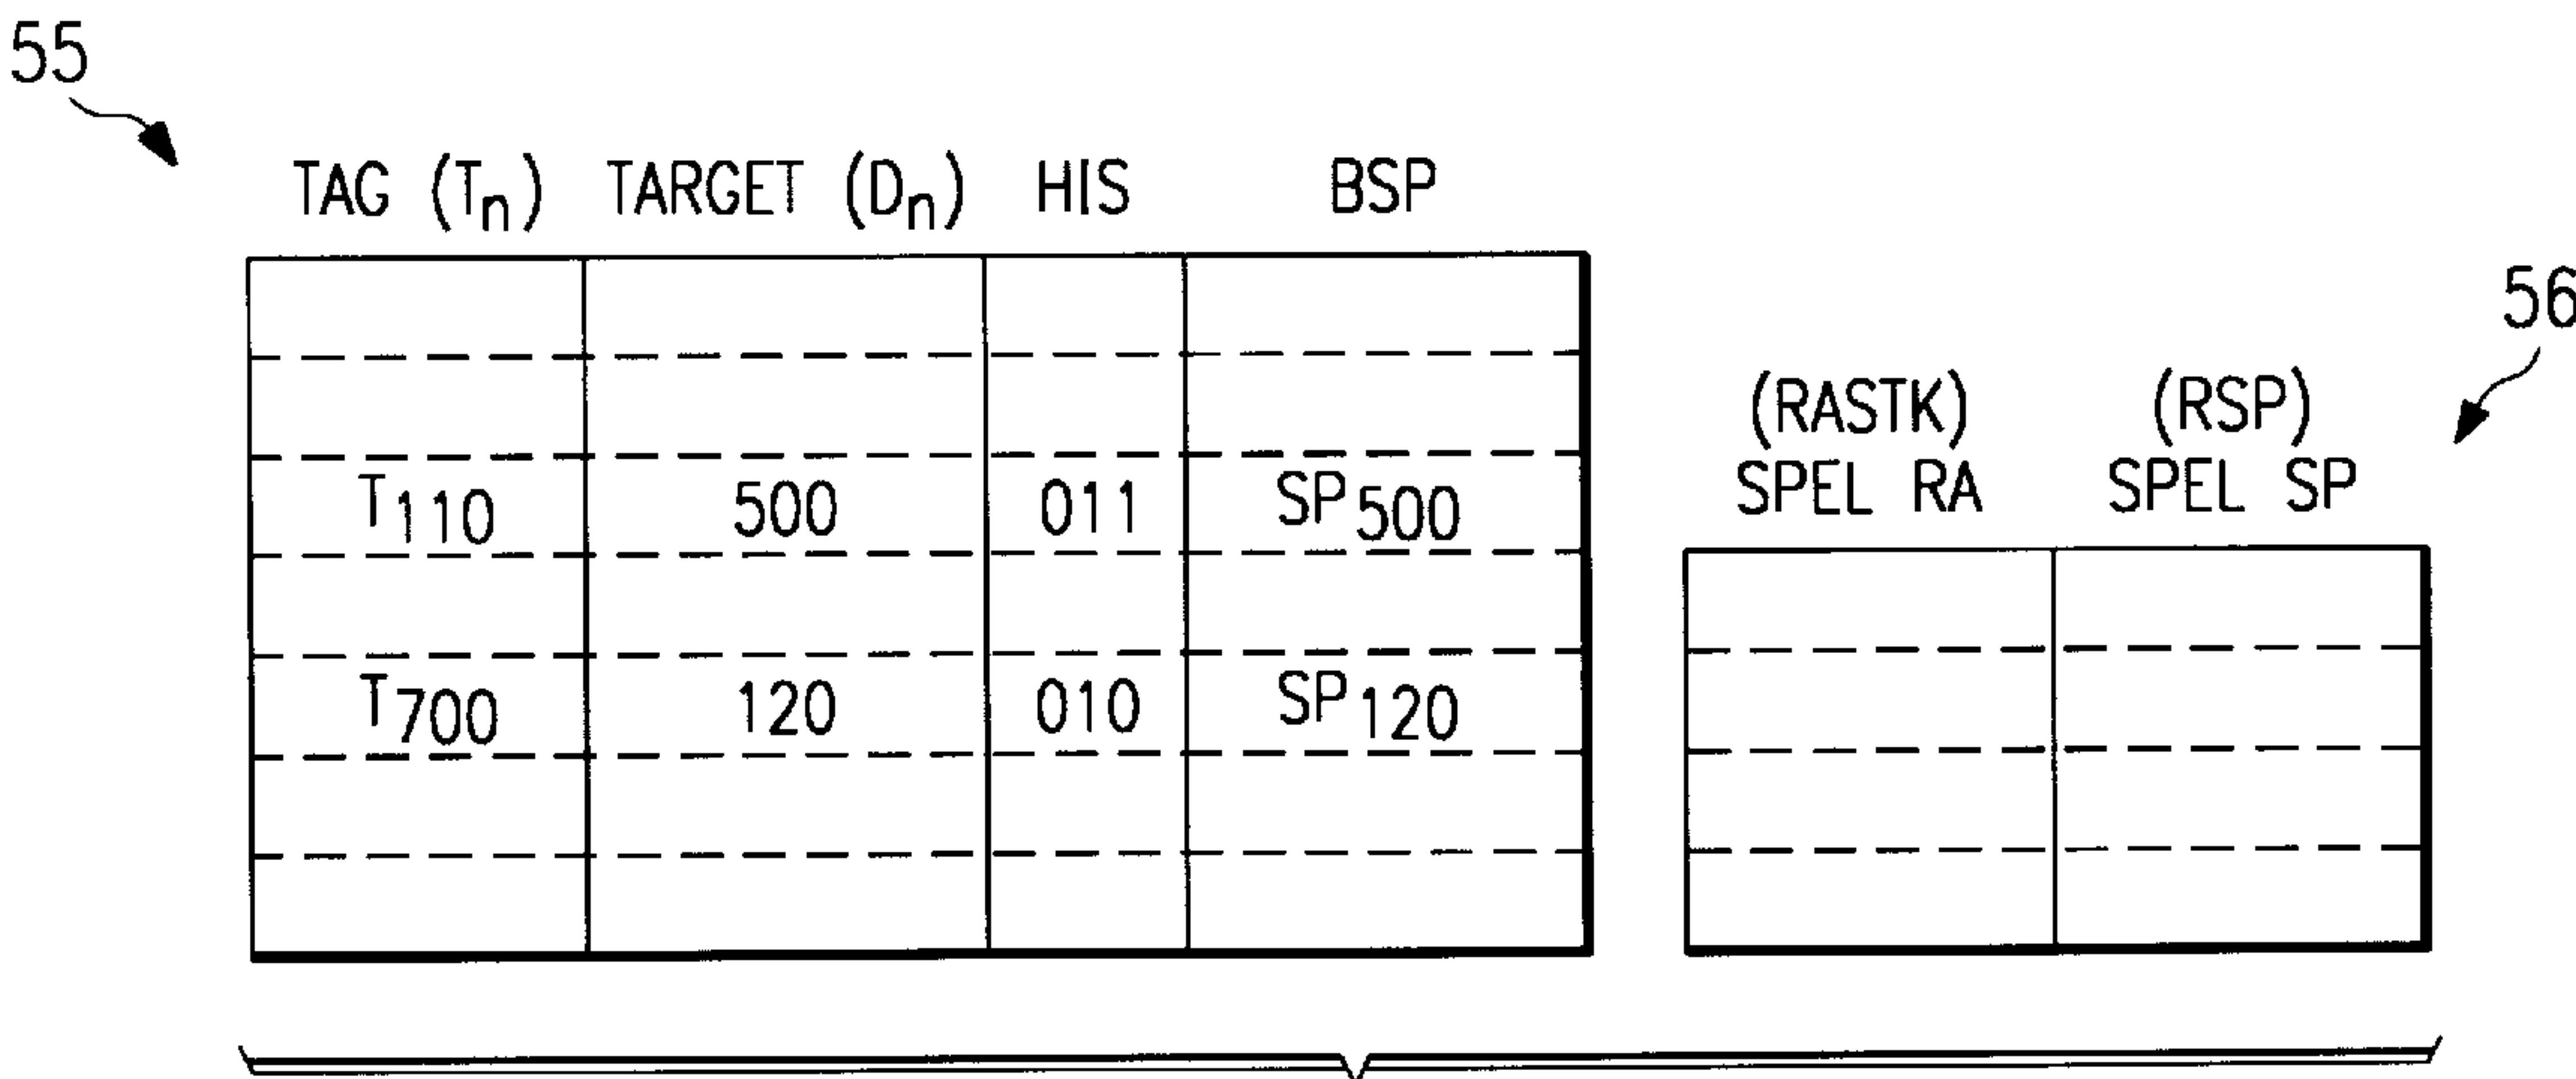 55
TAG (Tn) TARGET (Dn) HIS BSP
56
(RASTK) (RSP)
SPEL RA SPEL SP
T110 500 011 SP500
T700 120 010 SP120